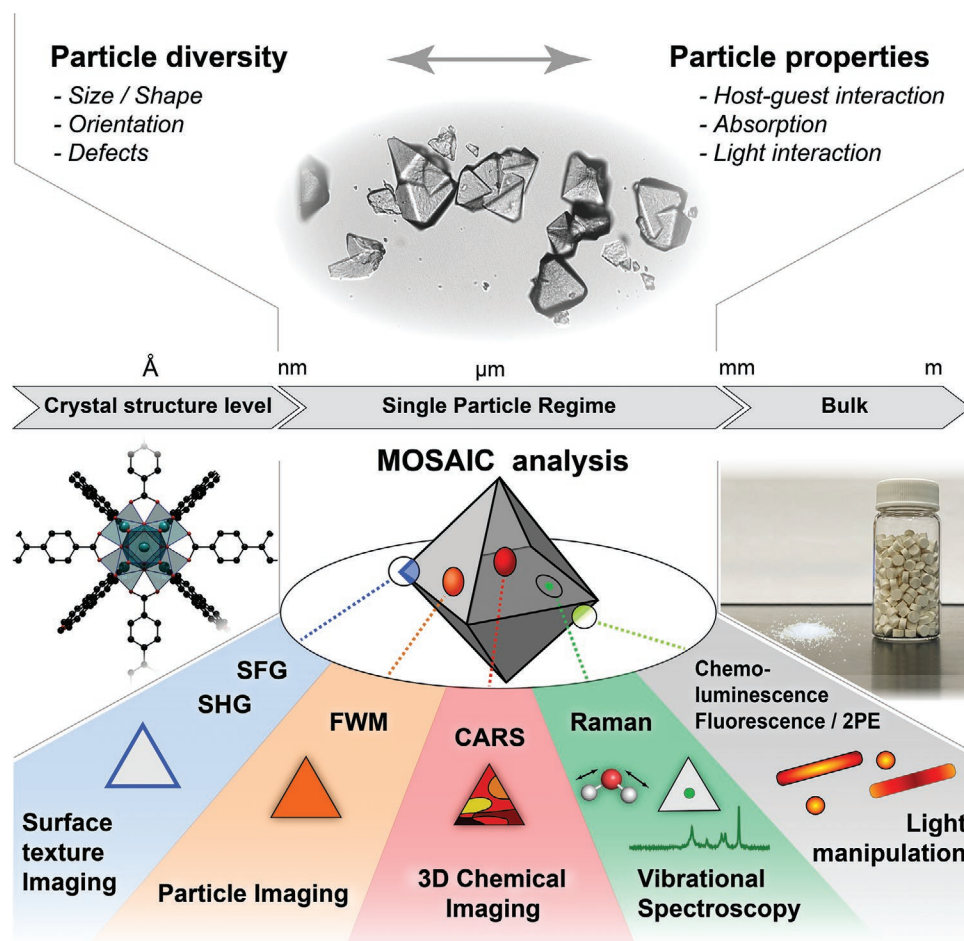 Particle diversity
- Size / Shape
- Orientation
- Defects
Particle properties
- Host-guest interaction
- Absorption
- Light interaction
Å
nm
µm
mm
m
Crystal structure level
Single Particle Regime
Bulk
MOSAIC analysis
SFG
SHG
Surface
texture
Imaging
FWM
Particle Imaging
CARS
3D Chemical
Imaging
Raman
Vibrational
Spectroscopy
Chemo-
luminescence
Fluorescence / 2PE
Light
manipulation